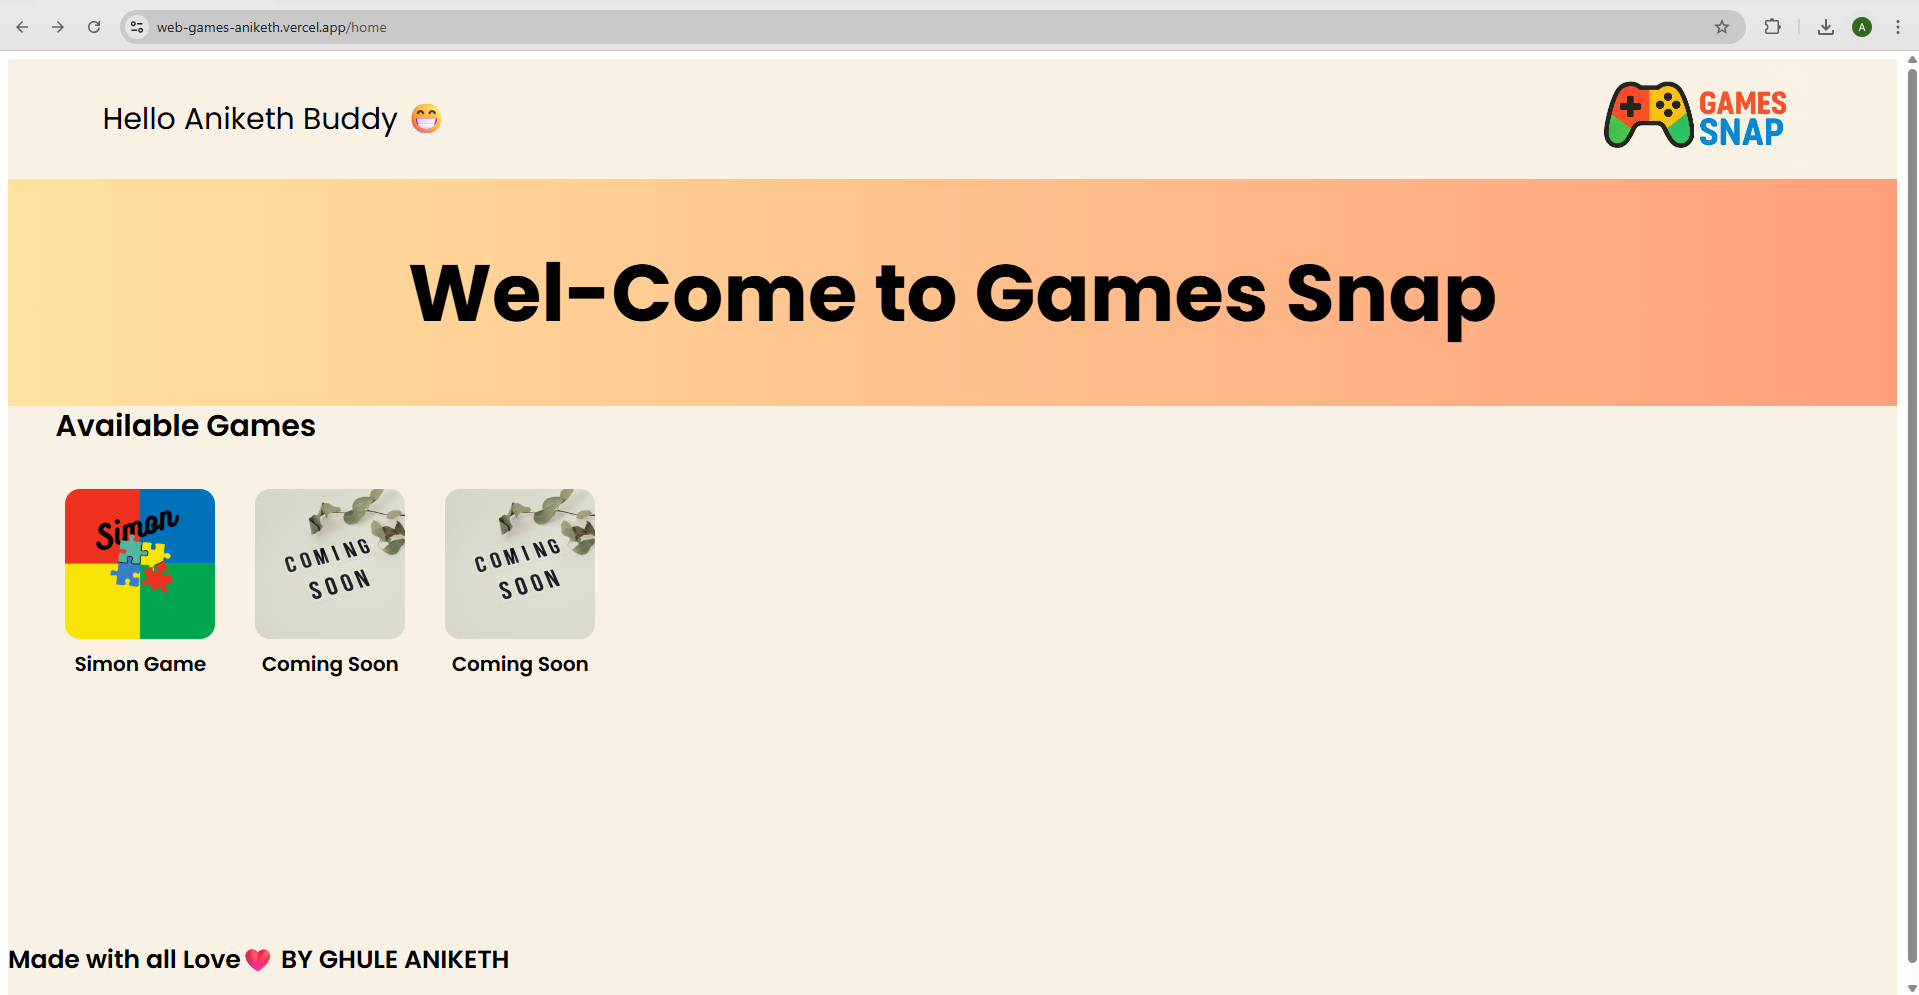 web-games-aniketh.vercel.app/home
A
Hello Aniketh Buddy 😁
GAMES
SNAP
Wel-Come to Games Snap
Available Games
Simon
COMING
SOON
COMING
SOON
Simon Game
Coming Soon
Coming Soon
Made with all Love💖 BY GHULE ANIKETH